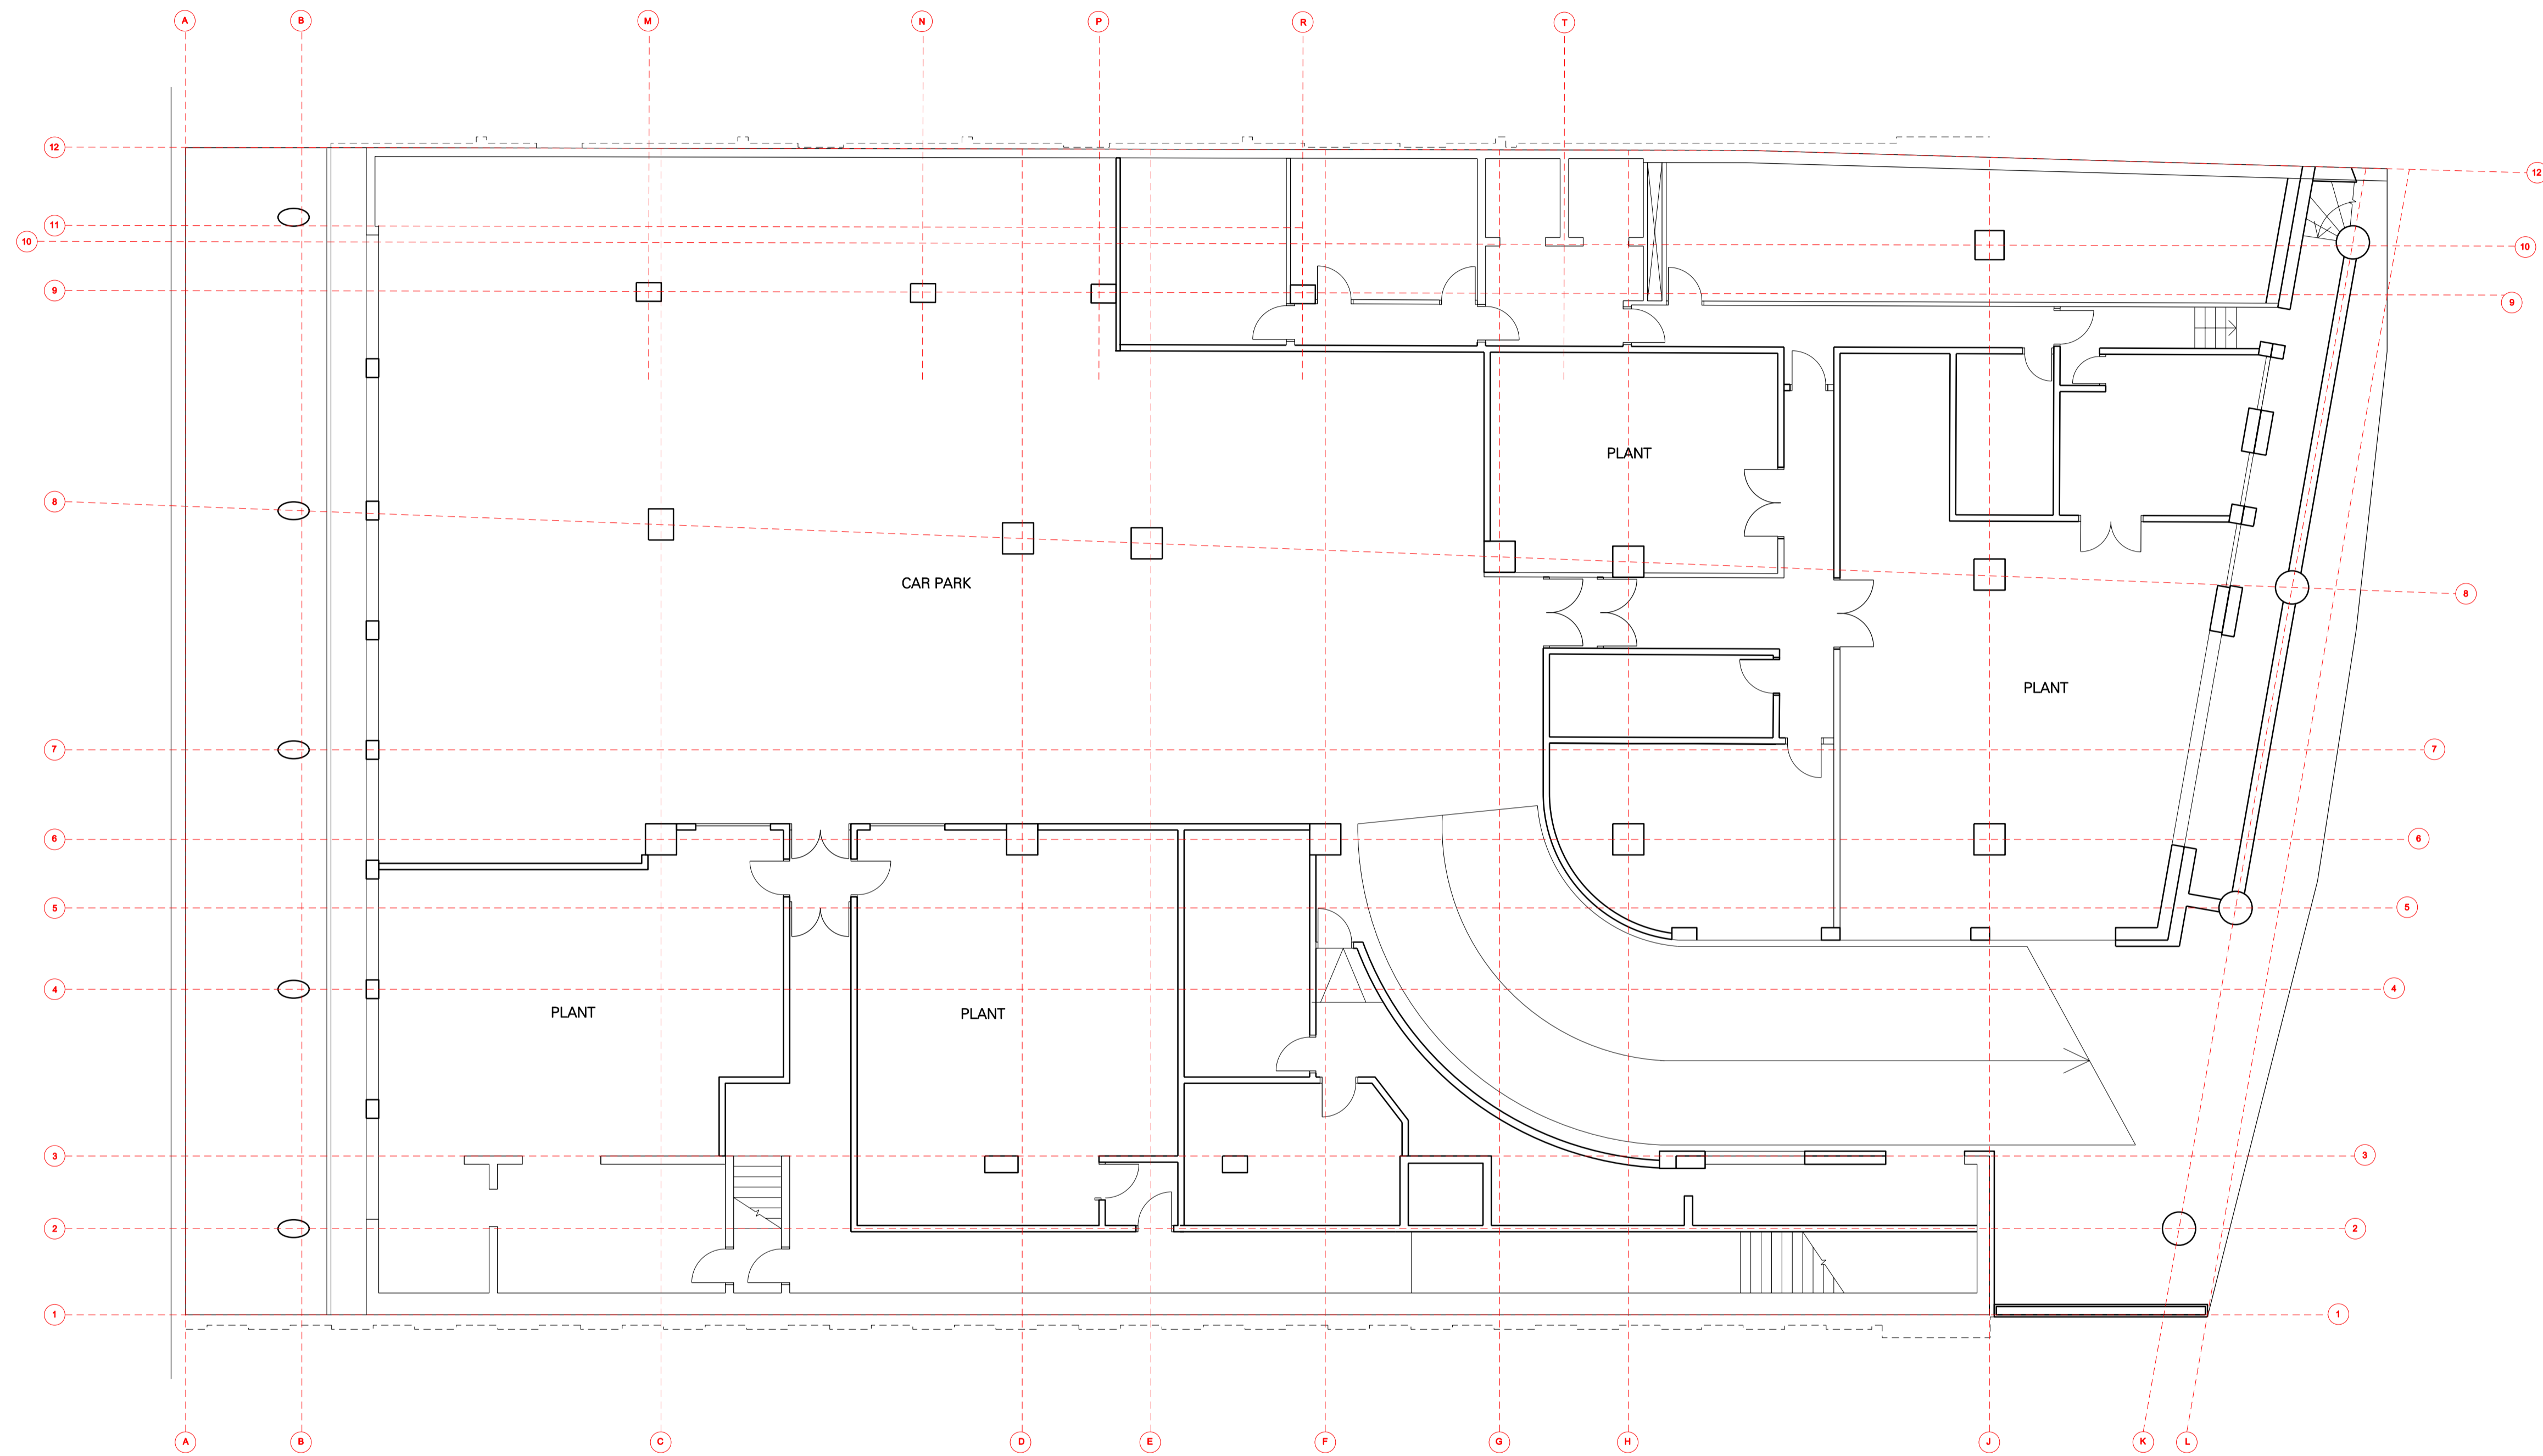 A B M N P R T
12
12
11
10 10
9 9
PLANT
8
CAR PARK
8
PLANT
7 7
6 6
5 5
4 4
PLANT PLANT
3 3
2 2
1 1
A B C D E F G H J K L